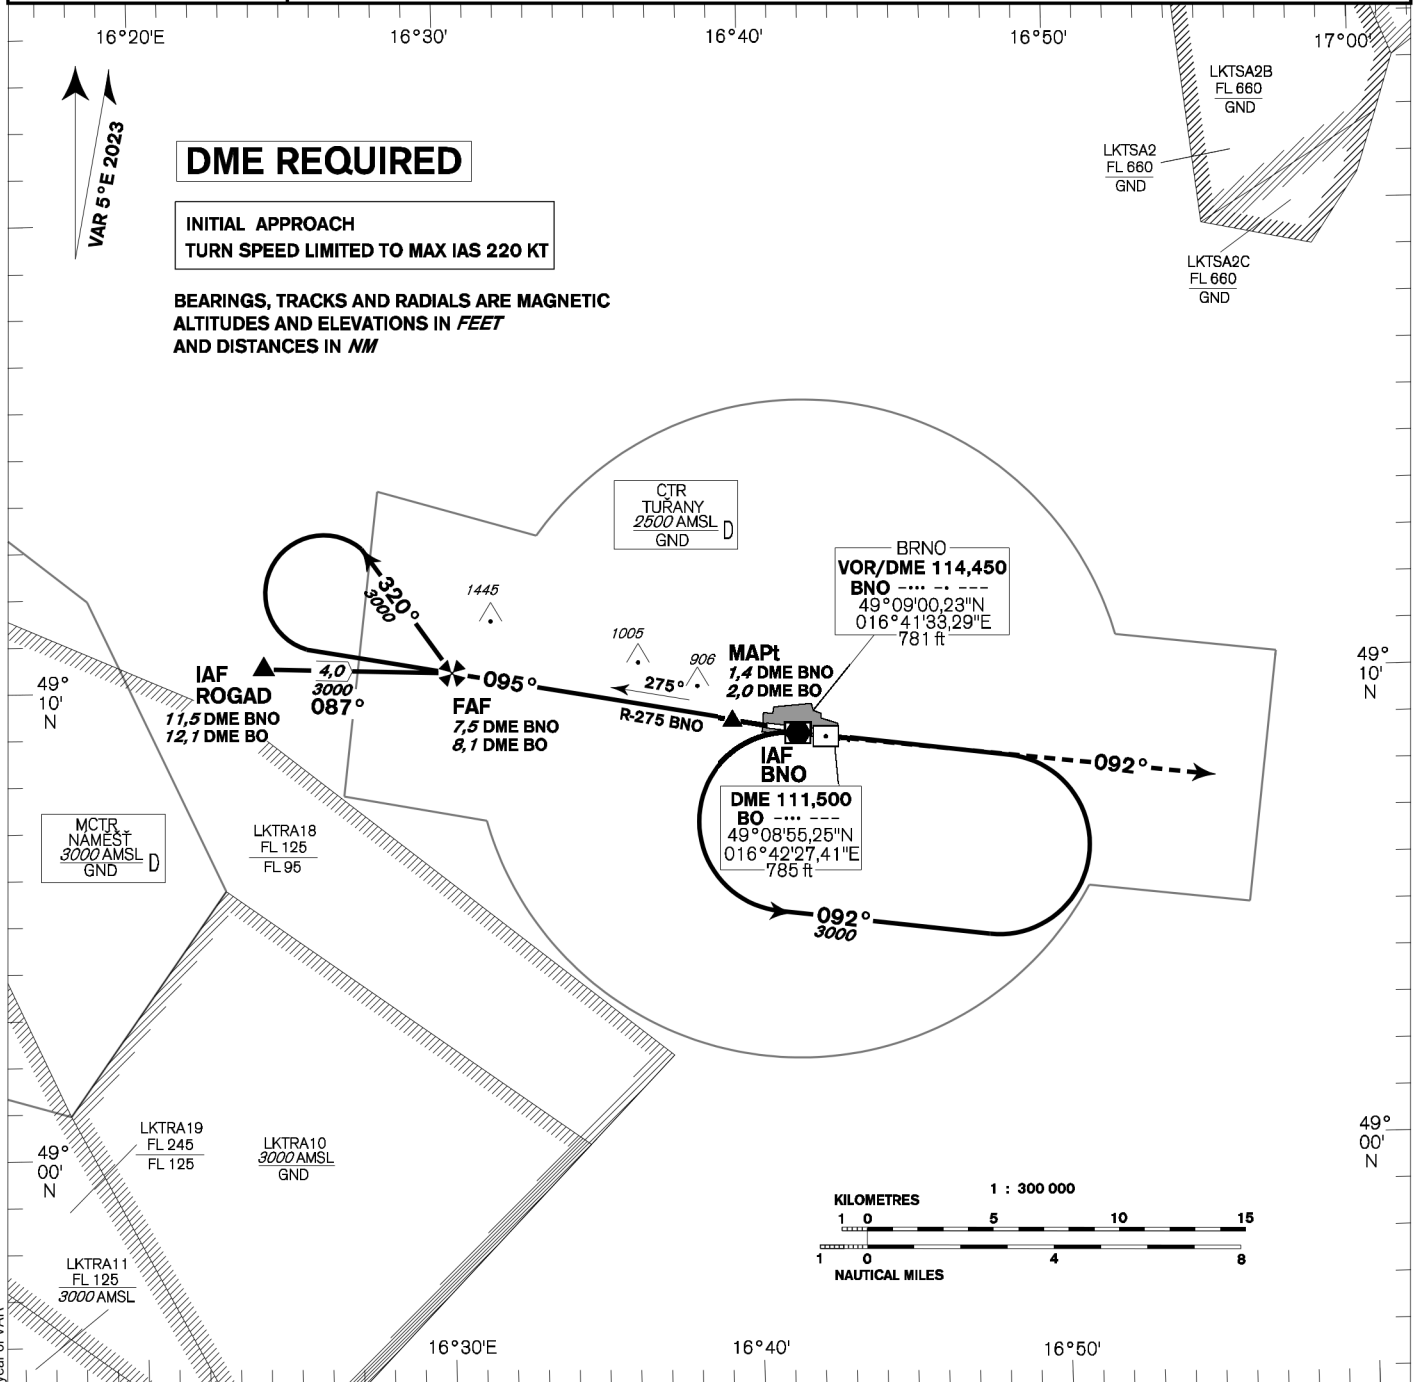 16°20'E
16°30'
16°40'
16°50'
17°00'
VAR 5°E 2023
DME REQUIRED
INITIAL APPROACH
TURN SPEED LIMITED TO MAX IAS 220 KT
BEARINGS, TRACKS AND RADIALS ARE MAGNETIC
ALTITUDES AND ELEVATIONS IN FEET
AND DISTANCES IN NM
LKTSA2B
FL 660
GND
LKTSA2
FL 660
GND
LKTSA2C
FL 660
GND
CTR
TUŘANY
2500 AMSL
GND
D
BRNO
VOR/DME 114,450
BNO -••• -• ---
49°09'00,23"N
016°41'33,29"E
781 ft
320°
3000
1445
1005
906
MAPt
1,4 DME BNO
2,0 DME BO
IAF
ROGAD
11,5 DME BNO
12,1 DME BO
4,0
3000
087°
095°
FAF
7,5 DME BNO
8,1 DME BO
275°
R-275 BNO
49°
10'
N
49°
10'
N
IAF
BNO
092°
DME 111,500
BO -••• ---
49°08'55,25"N
016°42'27,41"E
785 ft
092°
3000
MCTR
NÁMĚŠŤ
3000 AMSL
GND
D
LKTRA18
FL 125
FL 95
LKTRA19
FL 245
FL 125
LKTRA10
3000 AMSL
GND
49°
00'
N
49°
00'
N
LKTRA11
FL 125
3000 AMSL
1 : 300 000
KILOMETRES
1 0 5 10 15
1 0 4 8
NAUTICAL MILES
16°30'E
16°40'
16°50'
year of VAR